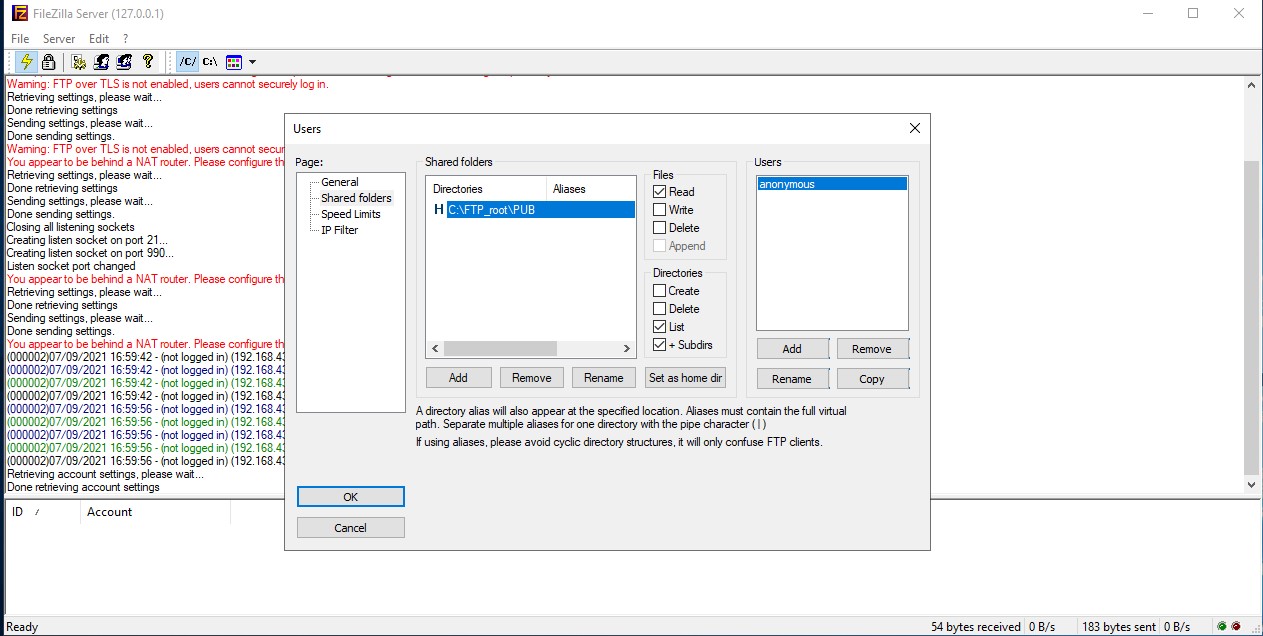 FileZilla Server (127.0.0.1)
File Server Edit ?
/C/ C:\
Warning: FTP over TLS is not enabled, users cannot securely log in.
Retrieving settings, please wait...
Done retrieving settings
Sending settings, please wait...
Done sending settings.
Warning: FTP over TLS is not enabled, users cannot secur
You appear to be behind a NAT router. Please configure th
Retrieving settings, please wait...
Done retrieving settings
Sending settings, please wait...
Done sending settings.
Closing all listening sockets
Creating listen socket on port 21...
Creating listen socket on port 990...
Listen socket port changed
You appear to be behind a NAT router. Please configure th
Retrieving settings, please wait...
Done retrieving settings
Sending settings, please wait...
Done sending settings.
You appear to be behind a NAT router. Please configure th
(000002)07/09/2021 16:59:42 - (not logged in) (192.168.43
(000002)07/09/2021 16:59:42 - (not logged in) (192.168.43
(000002)07/09/2021 16:59:42 - (not logged in) (192.168.43
(000002)07/09/2021 16:59:42 - (not logged in) (192.168.43
(000002)07/09/2021 16:59:56 - (not logged in) (192.168.43
(000002)07/09/2021 16:59:56 - (not logged in) (192.168.43
(000002)07/09/2021 16:59:56 - (not logged in) (192.168.43
(000002)07/09/2021 16:59:56 - (not logged in) (192.168.43
(000002)07/09/2021 16:59:56 - (not logged in) (192.168.43
Retrieving account settings, please wait...
Done retrieving account settings
Users
Page:
General
Shared folders
Speed Limits
IP Filter
Shared folders
Directories Aliases
H C:\FTP_root\PUB
Add Remove Rename Set as home dir
Files
Read
Write
Delete
Append
Directories
Create
Delete
List
+ Subdirs
Users
anonymous
Add Remove
Rename Copy
A directory alias will also appear at the specified location. Aliases must contain the full virtual
path. Separate multiple aliases for one directory with the pipe character (|)
If using aliases, please avoid cyclic directory structures, it will only confuse FTP clients.
OK
Cancel
ID / Account
Ready 54 bytes received 0 B/s 183 bytes sent 0 B/s